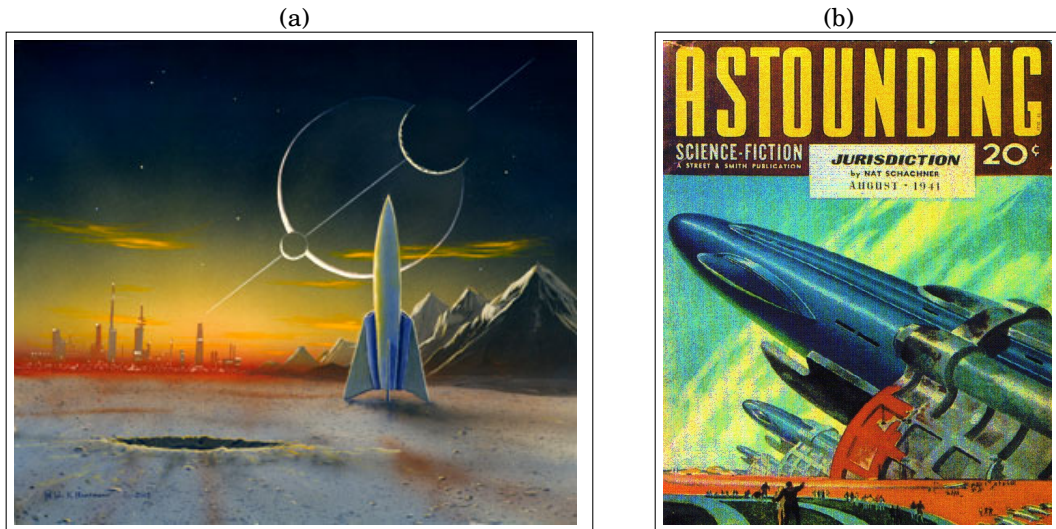 (a)
(b)
ASTOUNDING
SCIENCE-FICTION
A STREET & SMITH PUBLICATION
20¢
JURISDICTION
by NAT SCHACHNER
AUGUST · 1941